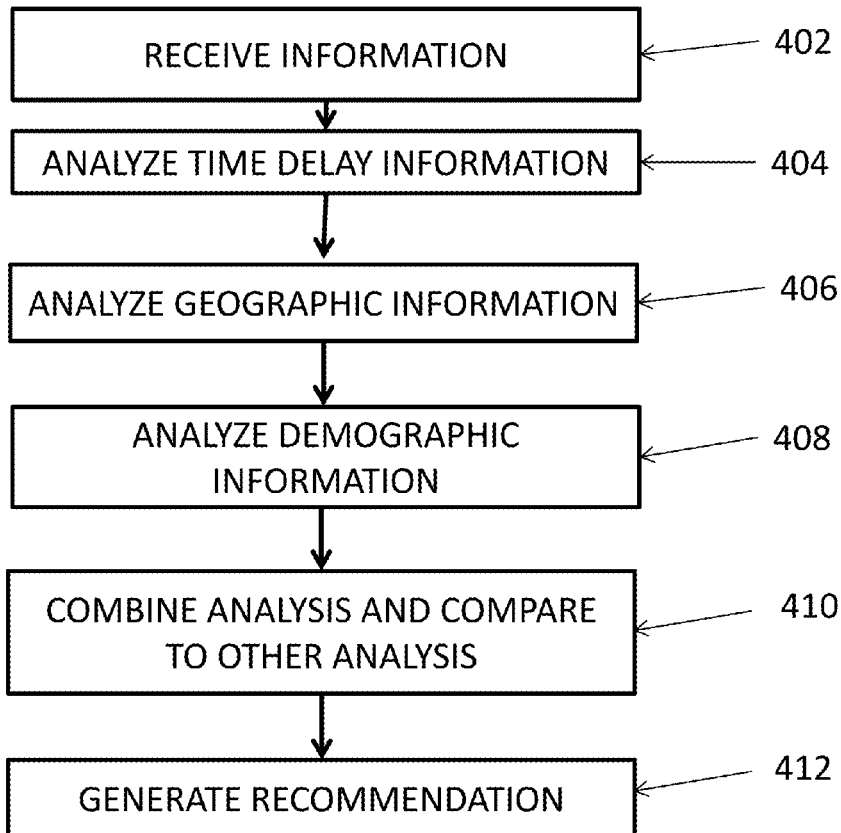 RECEIVE INFORMATION
402
ANALYZE TIME DELAY INFORMATION
404
ANALYZE GEOGRAPHIC INFORMATION
406
ANALYZE DEMOGRAPHIC
INFORMATION
408
COMBINE ANALYSIS AND COMPARE
TO OTHER ANALYSIS
410
GENERATE RECOMMENDATION
412